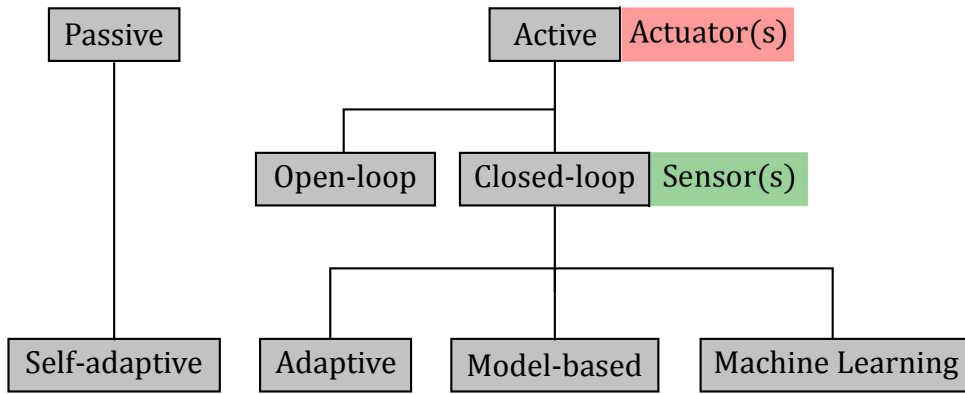 Passive
Active
Actuator(s)
Open-loop
Closed-loop
Sensor(s)
Self-adaptive
Adaptive
Model-based
Machine Learning